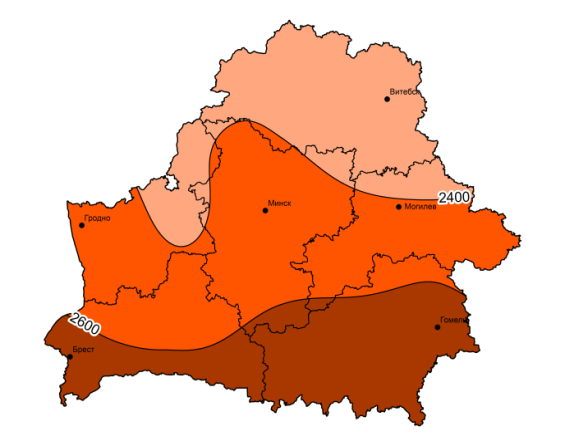 Витебск
2400
Минск
Могилев
Гродно
2600
Гомель
Брест